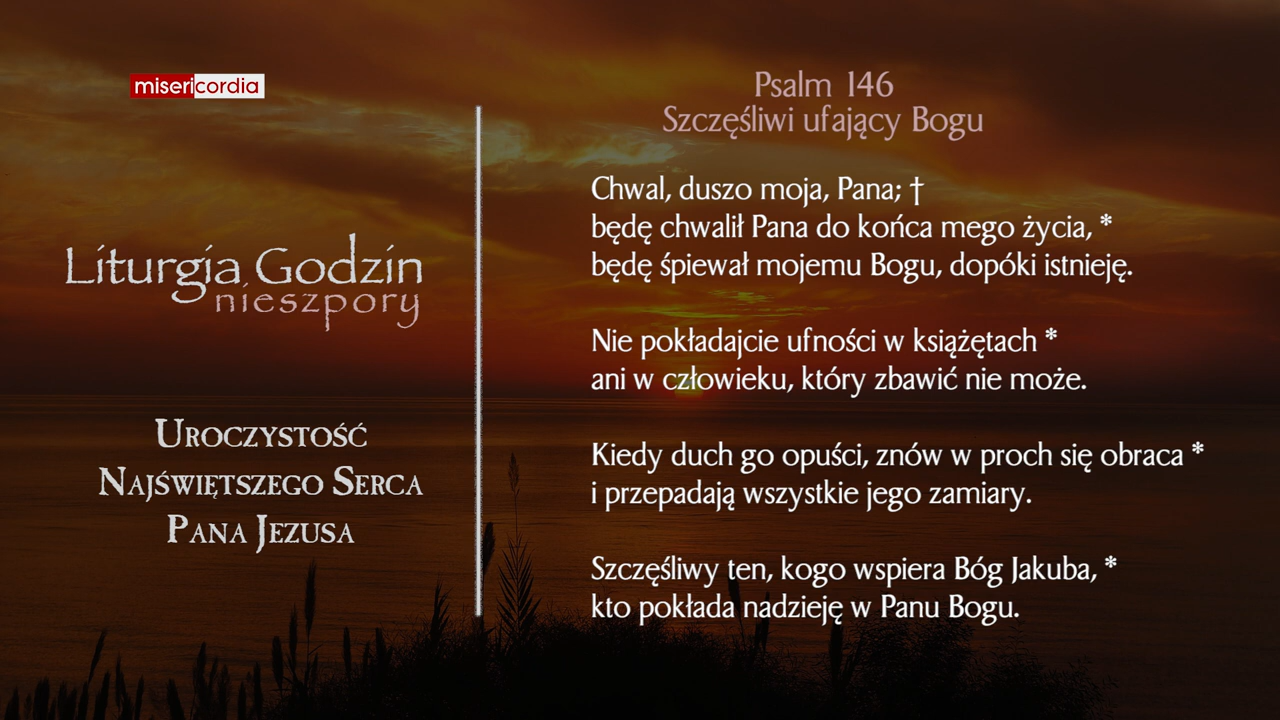 misericordia
Liturgia Godzin
nieszpory
Uroczystość
Najświętszego Serca
Pana Jezusa
Psalm 146
Szczęśliwi ufający Bogu
Chwal, duszo moja, Pana; †
będę chwalił Pana do końca mego życia, *
będę śpiewał mojemu Bogu, dopóki istnieję.
Nie pokładajcie ufności w książętach *
ani w człowieku, który zbawić nie może.
Kiedy duch go opuści, znów w proch się obraca *
i przepadają wszystkie jego zamiary.
Szczęśliwy ten, kogo wspiera Bóg Jakuba, *
kto pokłada nadzieję w Panu Bogu.